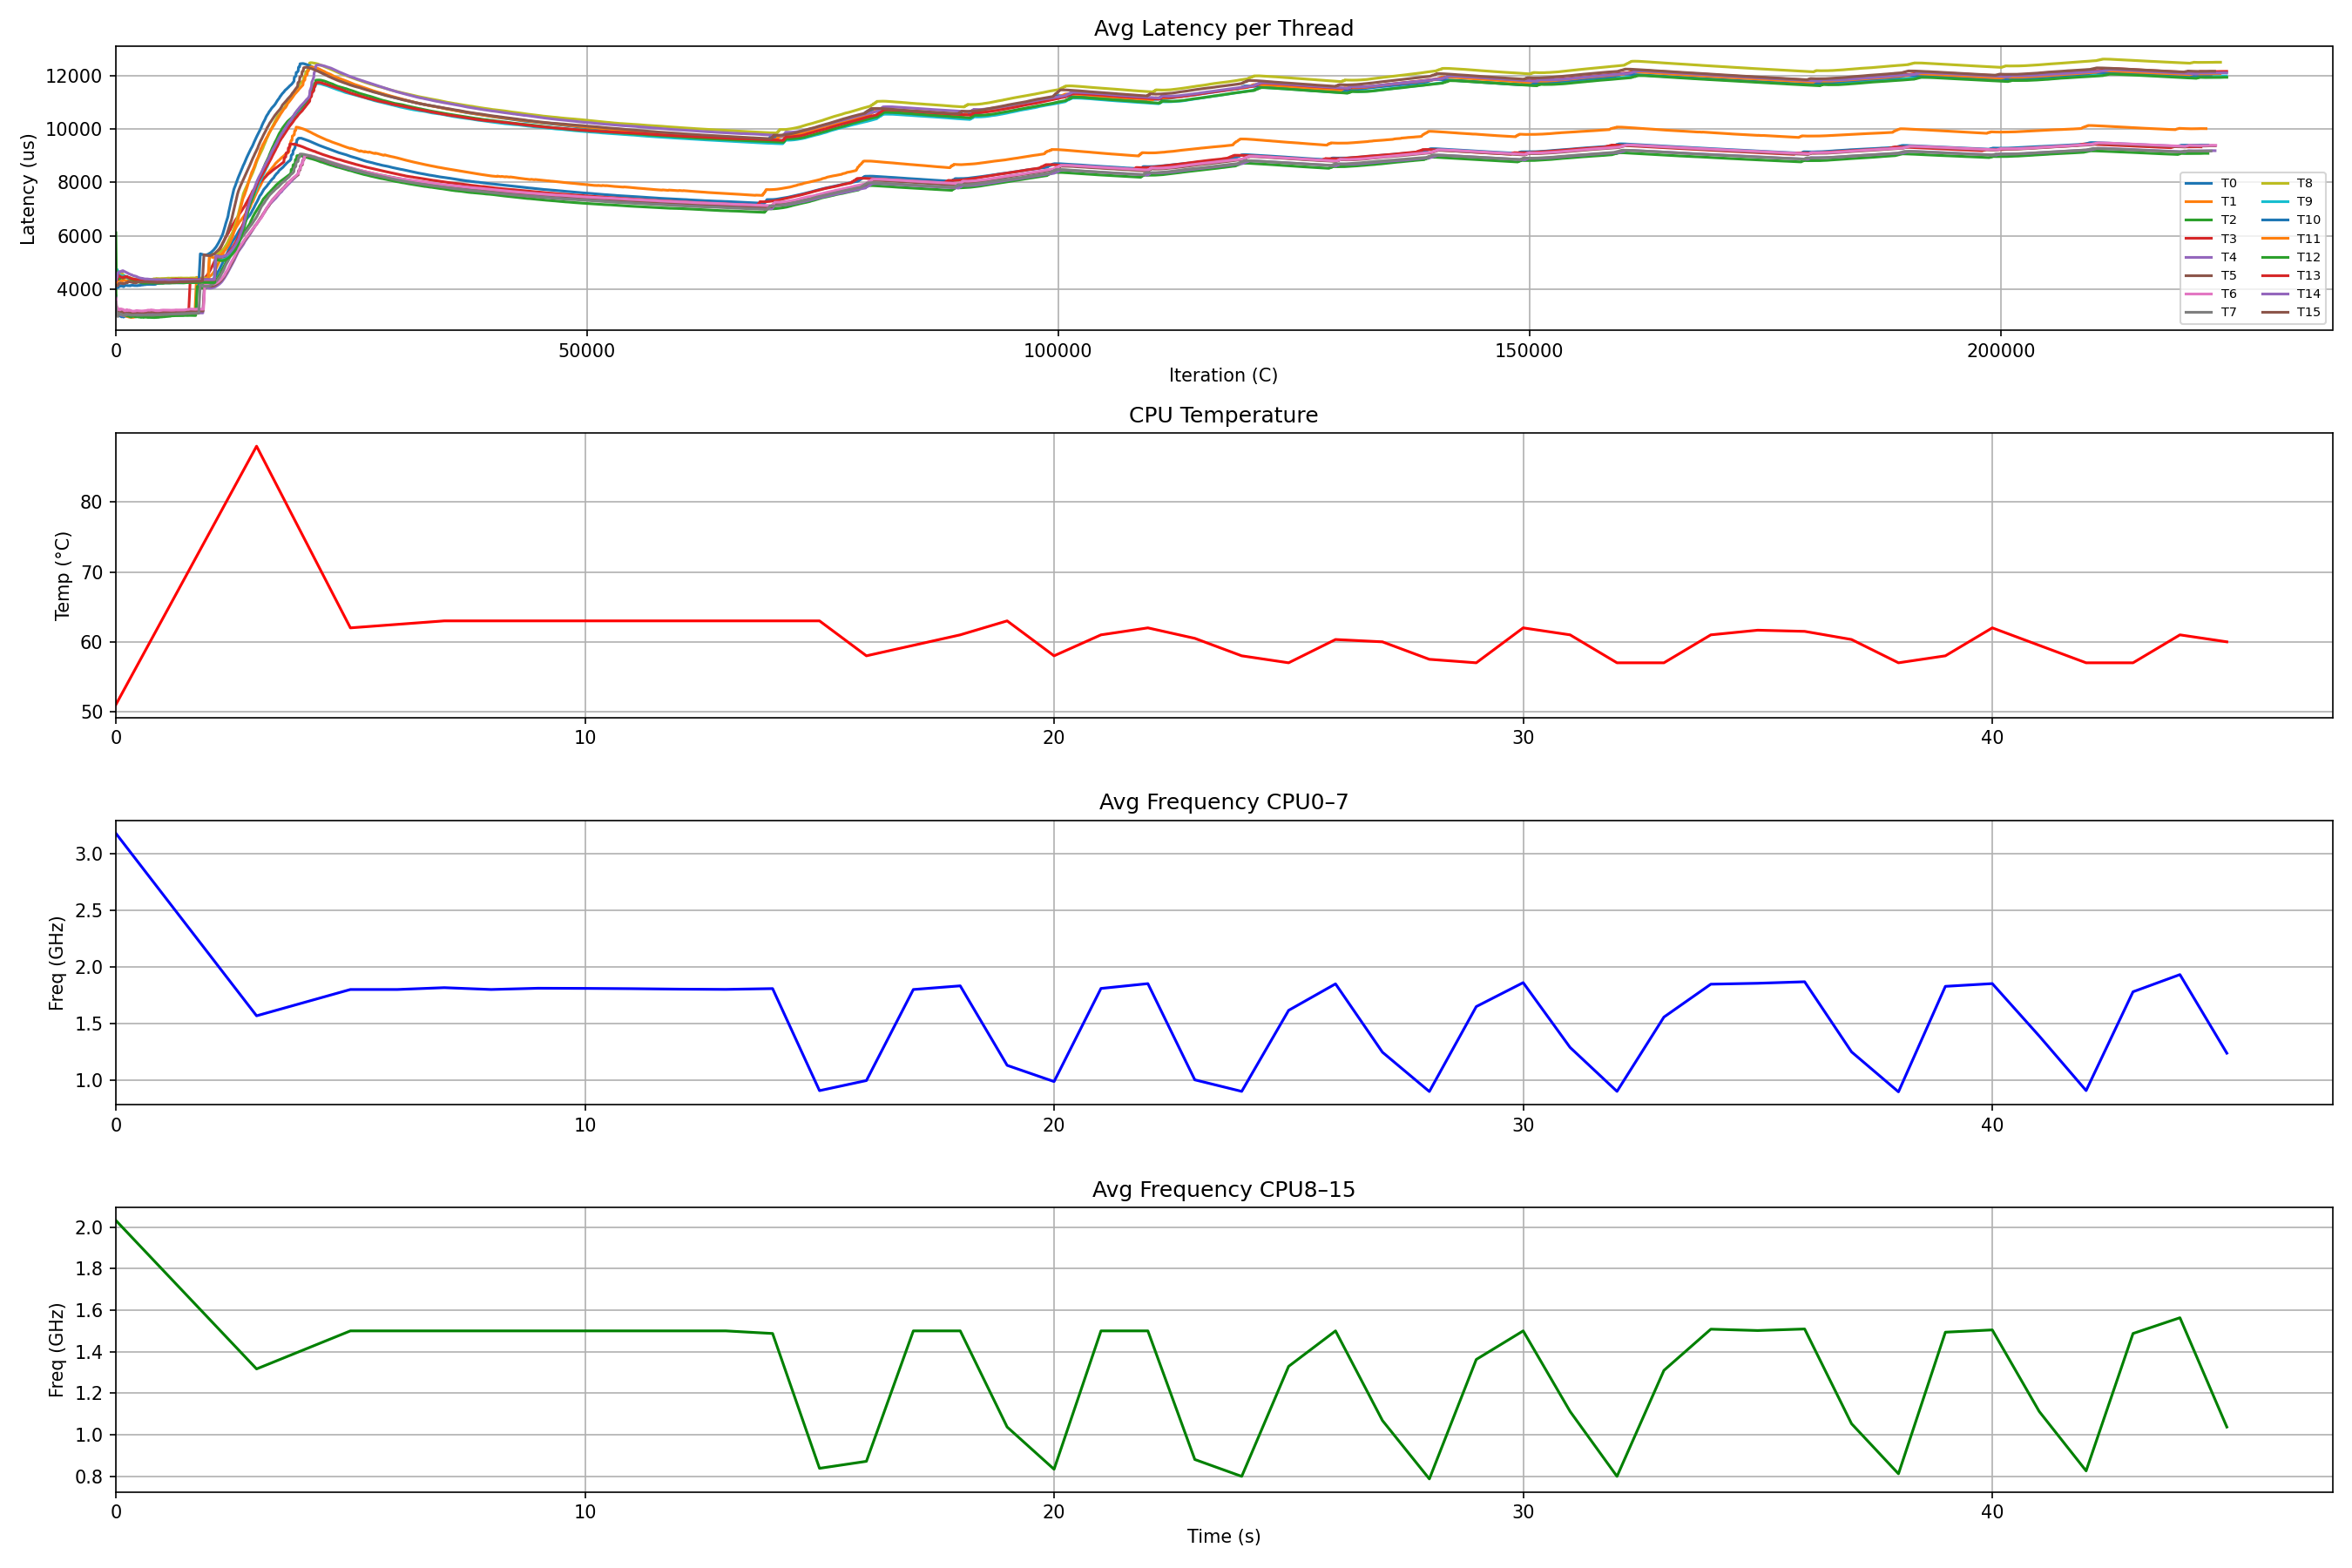 Avg Latency per Thread
Latency (us)
12000
10000
8000
6000
4000
T0 T8
T1 T9
T2 T10
T3 T11
T4 T12
T5 T13
T6 T14
T7 T15
0 50000 100000 150000 200000
Iteration (C)
CPU Temperature
Temp (°C)
80
70
60
50
0 10 20 30 40
Avg Frequency CPU0–7
Freq (GHz)
3.0
2.5
2.0
1.5
1.0
0 10 20 30 40
Avg Frequency CPU8–15
Freq (GHz)
2.0
1.8
1.6
1.4
1.2
1.0
0.8
0 10 20 30 40
Time (s)